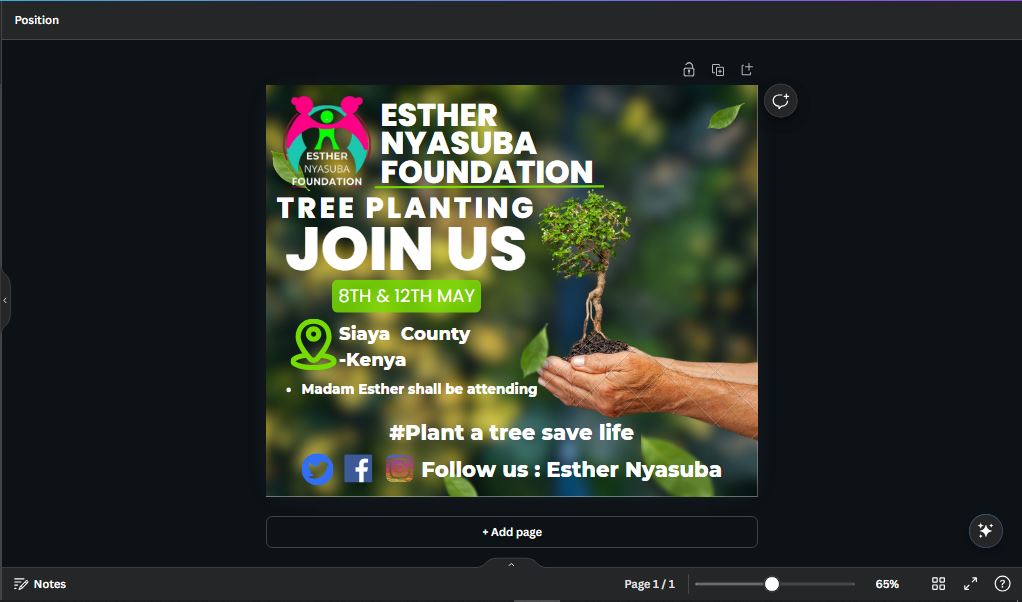 Position
ESTHER
NYASUBA
FOUNDATION
ESTHER
NYASUBA
FOUNDATION
TREE PLANTING
JOIN US
8TH & 12TH MAY
Siaya County
-Kenya
• Madam Esther shall be attending
#Plant a tree save life
Follow us : Esther Nyasuba
+ Add page
Notes
Page 1 / 1
65%